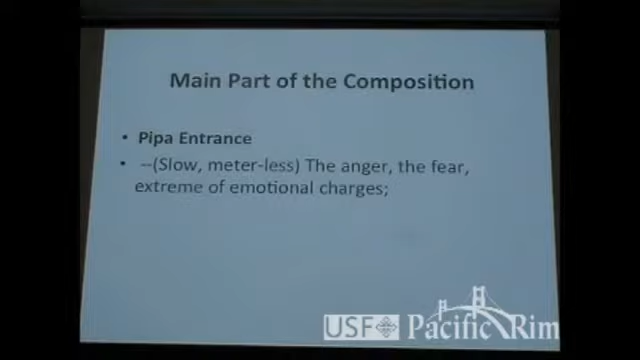 Main Part of the Composition
• Pipa Entrance
• --(Slow, meter-less) The anger, the fear,
extreme of emotional charges;
USF Pacific Rim